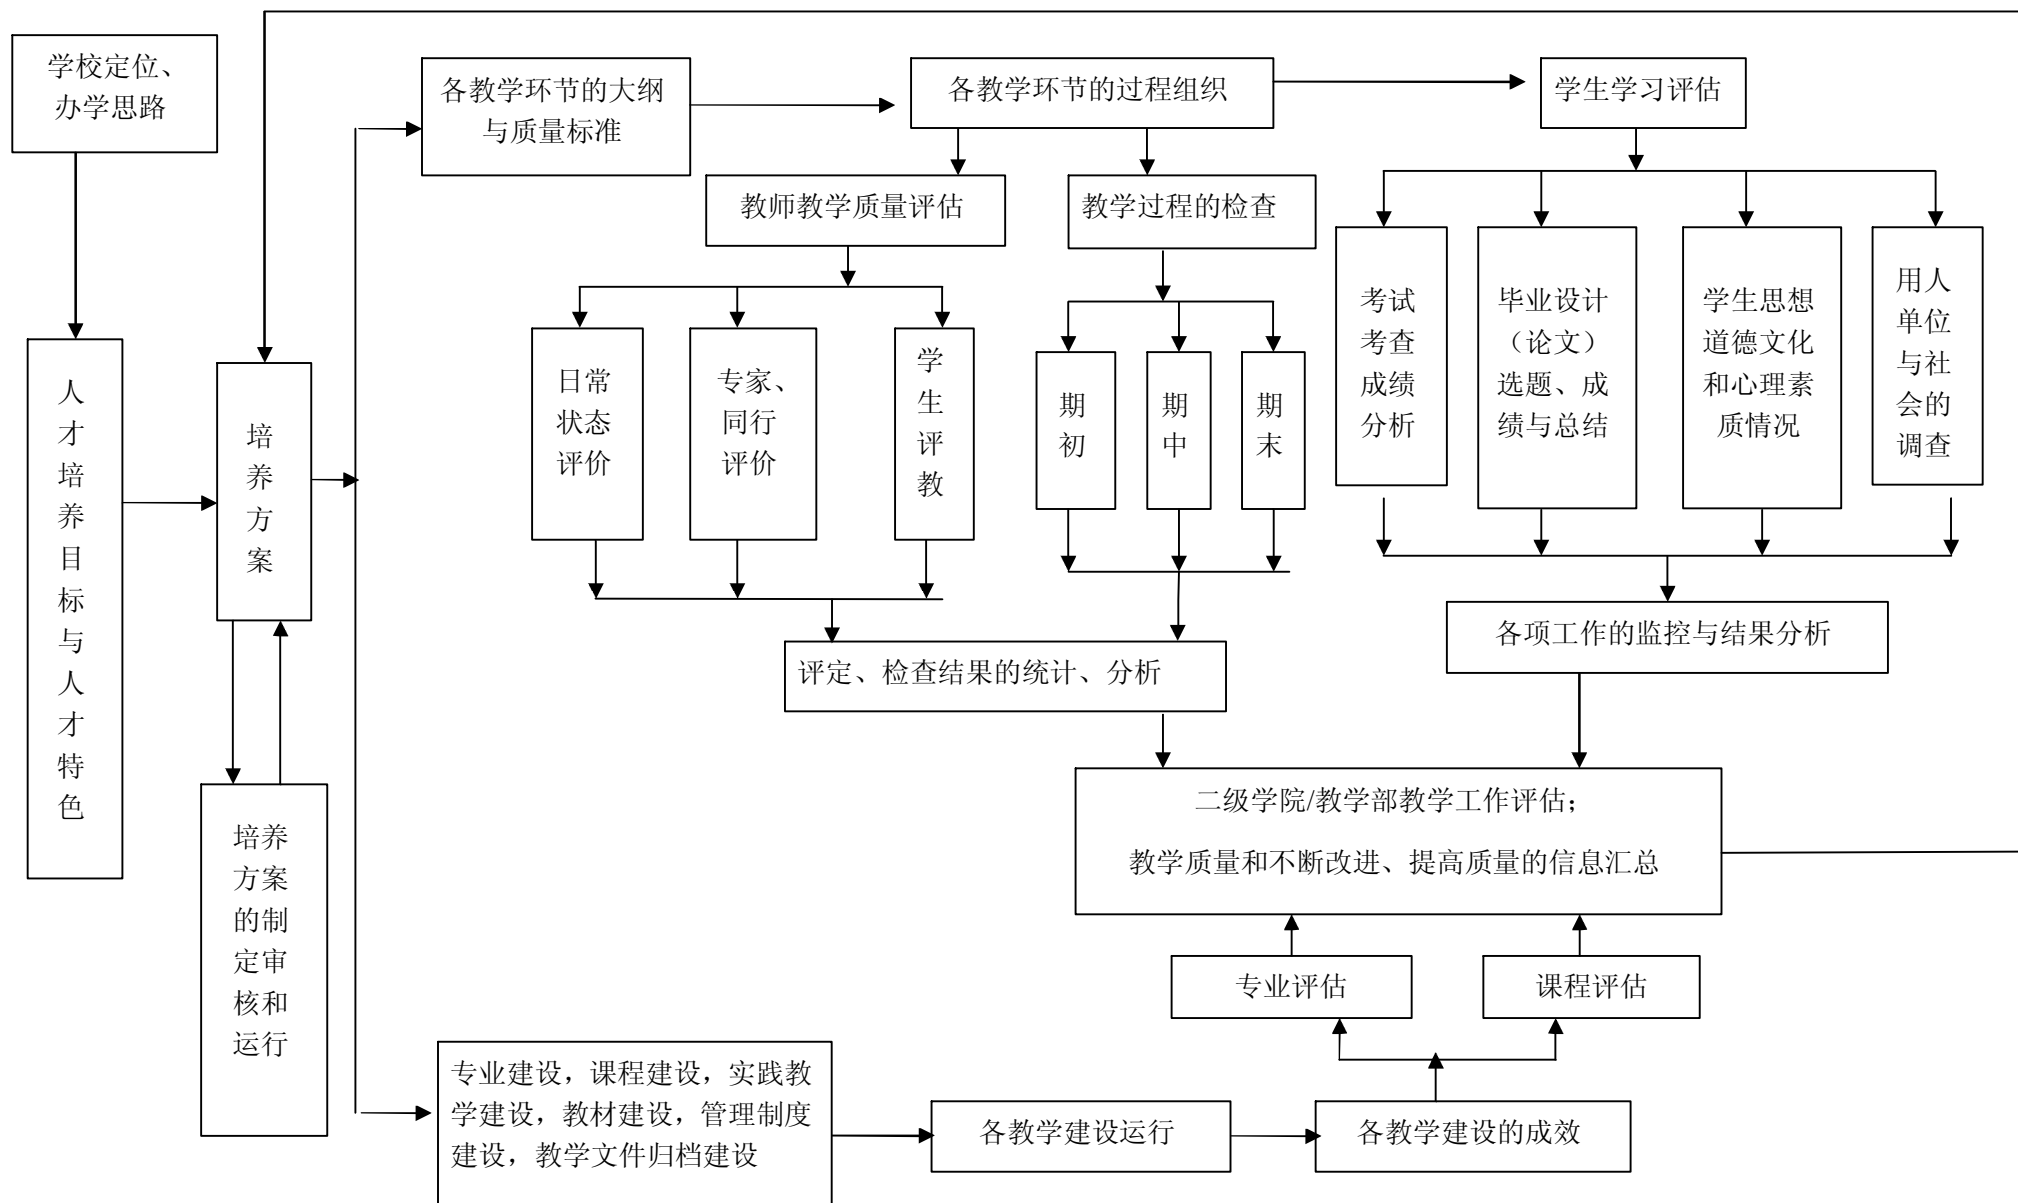 学校定位、
办学思路
各教学环节的大纲
与质量标准
各教学环节的过程组织
学生学习评估
教师教学质量评估
教学过程的检查
人
才
培
养
目
标
与
人
才
特
色
培
养
方
案
日常
状态
评价
专家、
同行
评价
学
生
评
教
期
初
期
中
期
末
考试
考查
成绩
分析
毕业设计
（论文）
选题、成
绩与总结
学生思想
道德文化
和心理素
质情况
用人
单位
与社
会的
调查
评定、检查结果的统计、分析
各项工作的监控与结果分析
培养
方案
的制
定审
核和
运行
二级学院/教学部教学工作评估；
教学质量和不断改进、提高质量的信息汇总
专业评估
课程评估
专业建设，课程建设，实践教
学建设，教材建设，管理制度
建设，教学文件归档建设
各教学建设运行
各教学建设的成效